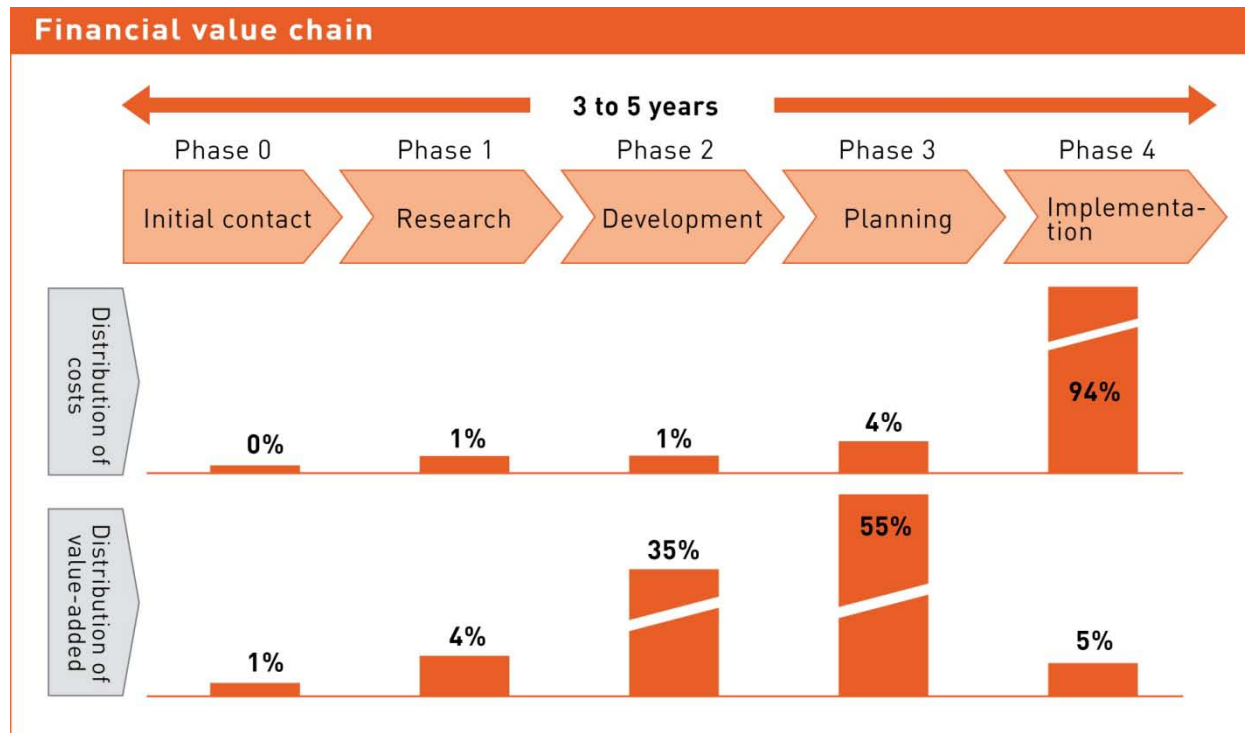 Financial value chain
3 to 5 years
Phase 0
Phase 1
Phase 2
Phase 3
Phase 4
Initial contact
Research
Development
Planning
Implementa-
tion
Distribution of
costs
0%
1%
1%
4%
94%
Distribution of
value-added
1%
4%
35%
55%
5%